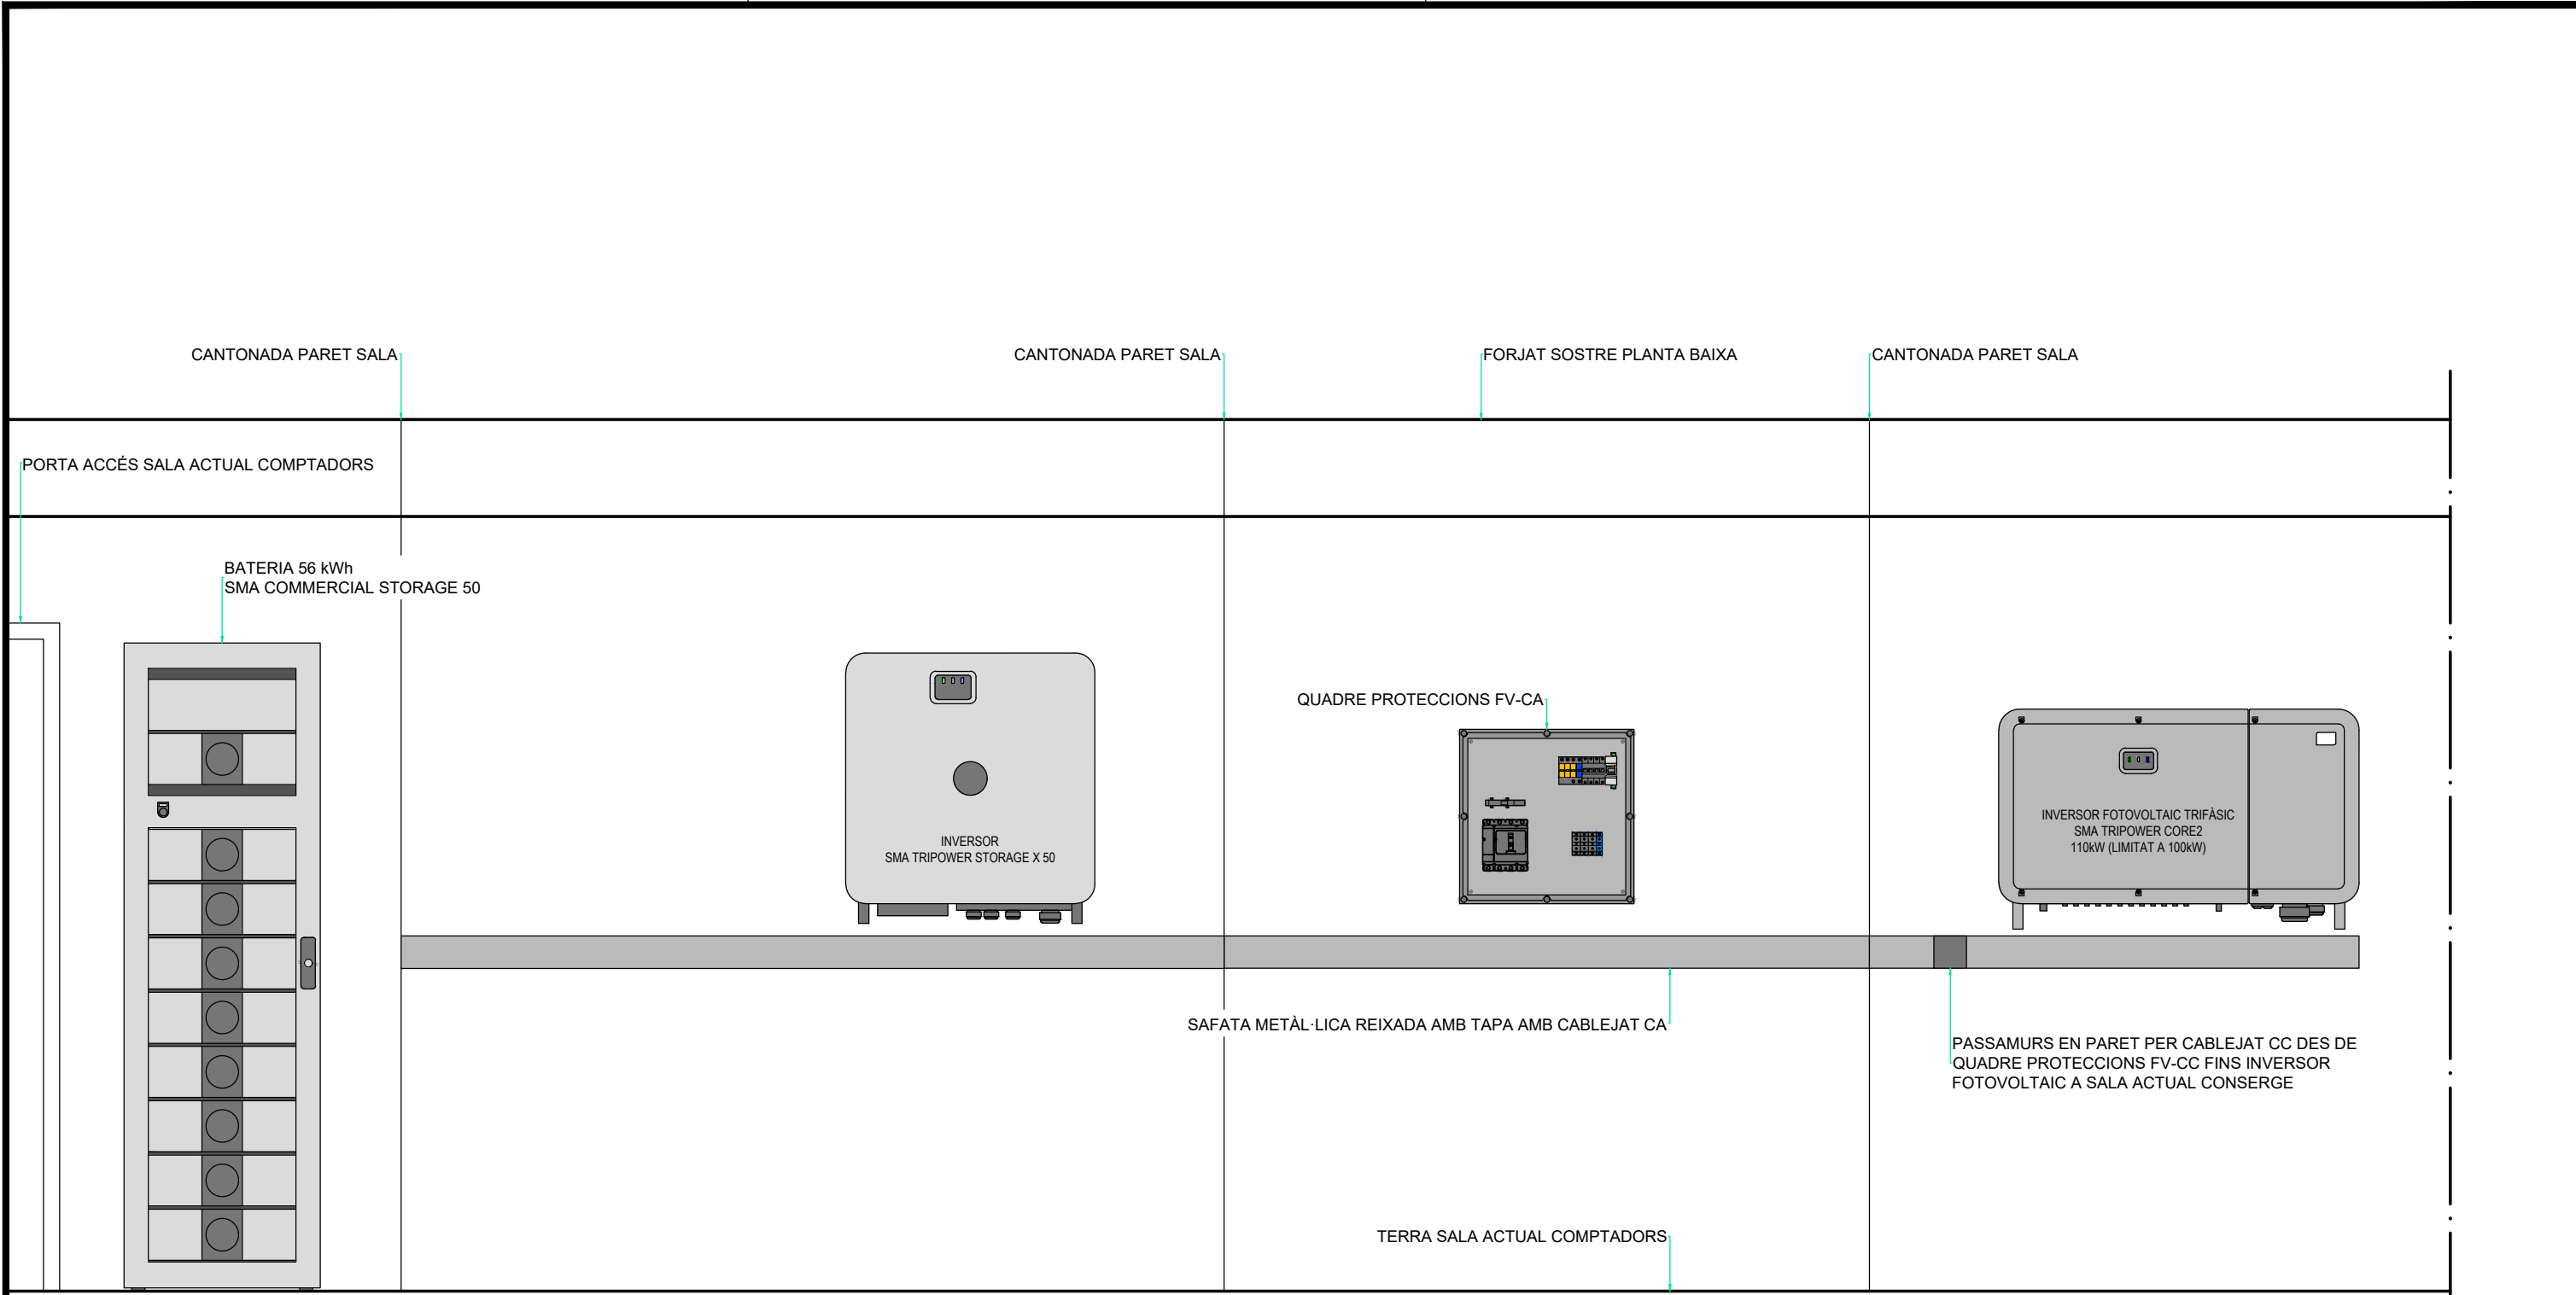 CANTONADA PARET SALA
CANTONADA PARET SALA
FORJAT SOSTRE PLANTA BAIXA
CANTONADA PARET SALA
PORTA ACCÉS SALA ACTUAL COMPTADORS
BATERIA 56 kWh
SMA COMMERCIAL STORAGE 50
QUADRE PROTECCIONS FV-CA
INVERSOR
SMA TRIPOWER STORAGE X 50
INVERSOR FOTOVOLTAIC TRIFÀSIC
SMA TRIPOWER CORE2
110kW (LIMITAT A 100kW)
SAFATA METÀL·LICA REIXADA AMB TAPA AMB CABLEJAT CA
PASSAMURS EN PARET PER CABLEJAT CC DES DE
QUADRE PROTECCIONS FV-CC FINS INVERSOR
FOTOVOLTAIC A SALA ACTUAL CONSERGE
TERRA SALA ACTUAL COMPTADORS